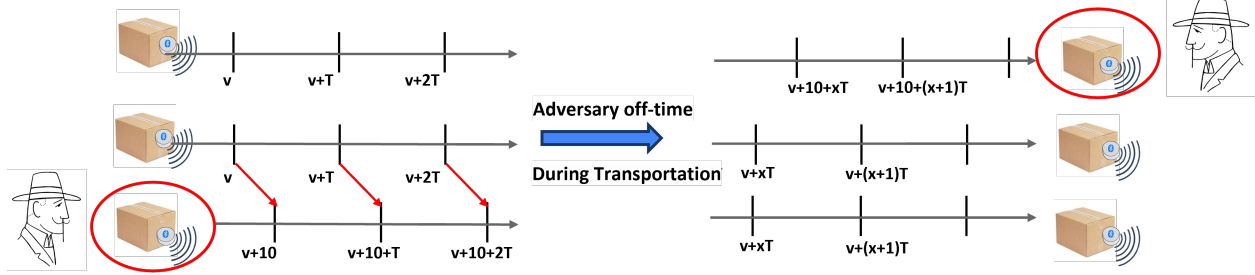 v v+T v+2T
v v+T v+2T
v+10 v+10+T v+10+2T
Adversary off-time
During Transportation
v+10+xT v+10+(x+1)T
v+xT v+(x+1)T
v+xT v+(x+1)T